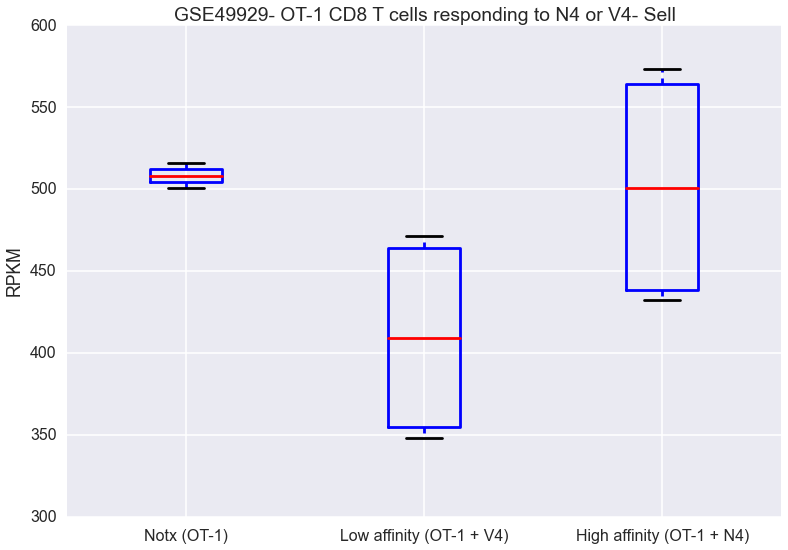 GSE49929- OT-1 CD8 T cells responding to N4 or V4- Sell
600
550
500
450
400
350
300
RPKM
Notx (OT-1)
Low affinity (OT-1 + V4)
High affinity (OT-1 + N4)